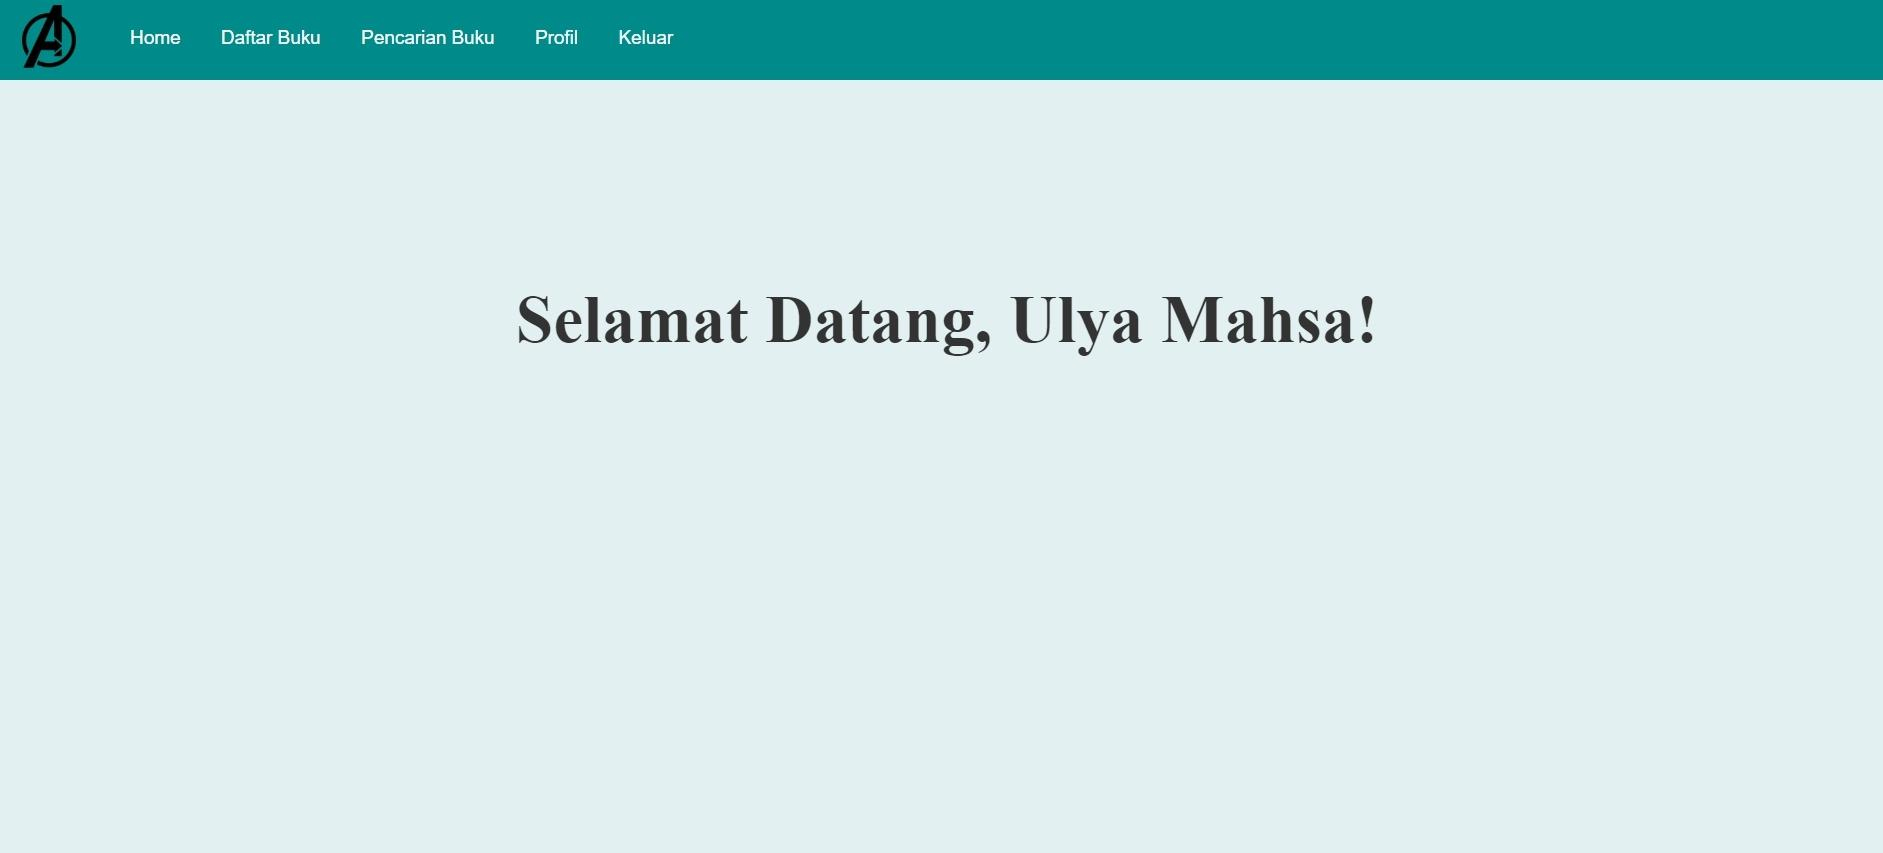 Home Daftar Buku Pencarian Buku Profil Keluar
Selamat Datang, Ulya Mahsa!